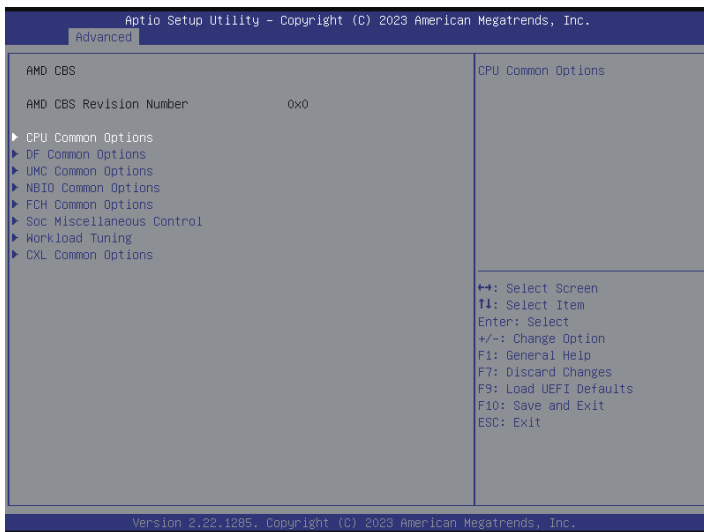 Aptio Setup Utility – Copyright (C) 2023 American Megatrends, Inc.
Advanced
AMD CBS
AMD CBS Revision Number 0x0
CPU Common Options
DF Common Options
UMC Common Options
NBIO Common Options
FCH Common Options
Soc Miscellaneous Control
Workload Tuning
CXL Common Options
CPU Common Options
↔: Select Screen
↑↓: Select Item
Enter: Select
+/-: Change Option
F1: General Help
F7: Discard Changes
F9: Load UEFI Defaults
F10: Save and Exit
ESC: Exit
Version 2.22.1285. Copyright (C) 2023 American Megatrends, Inc.